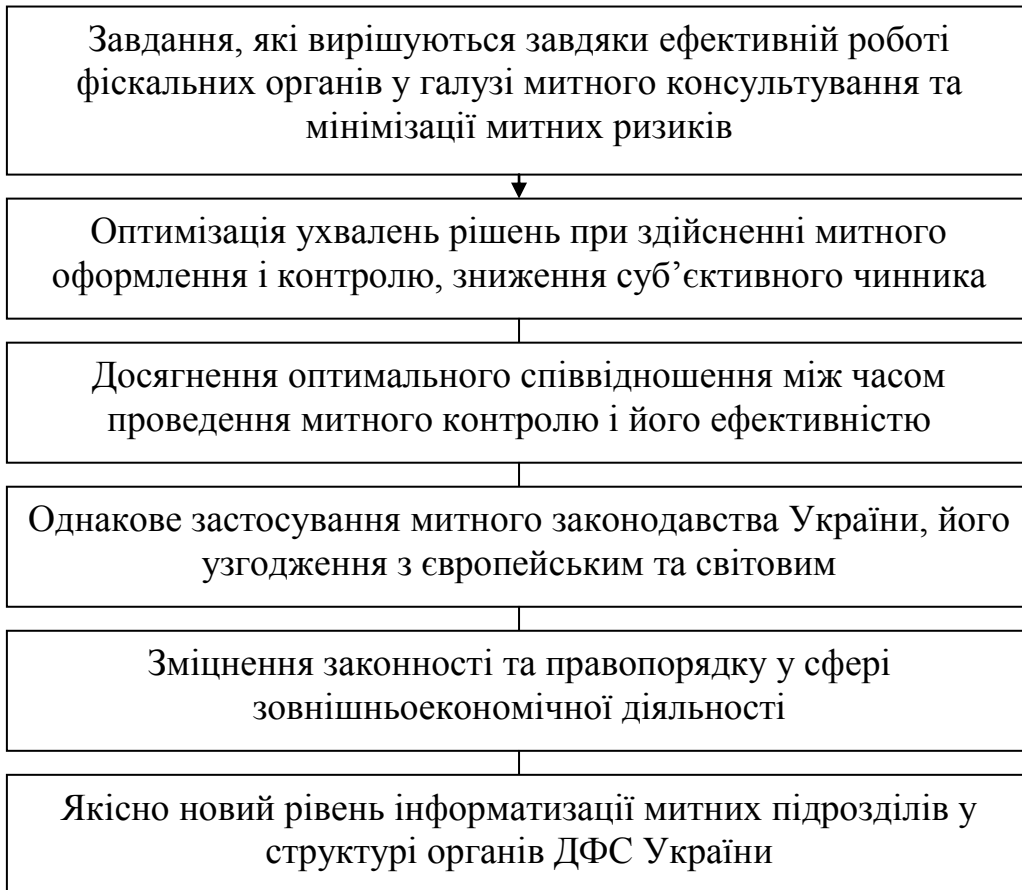 Завдання, які вирішуються завдяки ефективній роботі
фіскальних органів у галузі митного консультування та
мінімізації митних ризиків
Оптимізація ухвалень рішень при здійсненні митного
оформлення і контролю, зниження суб’єктивного чинника
Досягнення оптимального співвідношення між часом
проведення митного контролю і його ефективністю
Однакове застосування митного законодавства України, його
узгодження з європейським та світовим
Зміцнення законності та правопорядку у сфері
зовнішньоекономічної діяльності
Якісно новий рівень інформатизації митних підрозділів у
структурі органів ДФС України